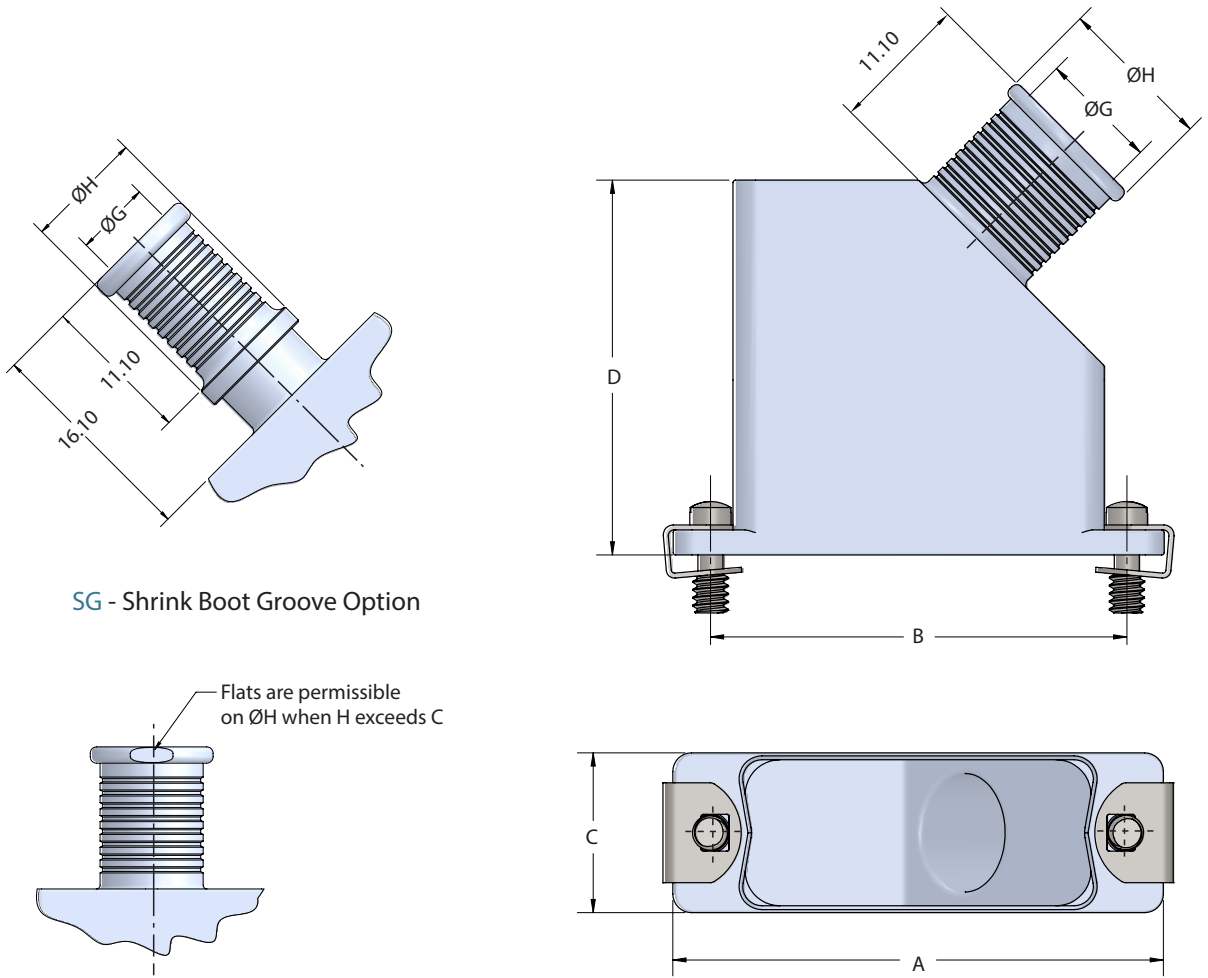 11.10
ØH
ØG
ØH
ØG
11.10
16.10
D
B
SG - Shrink Boot Groove Option
Flats are permissible
on ØH when H exceeds C
C
A